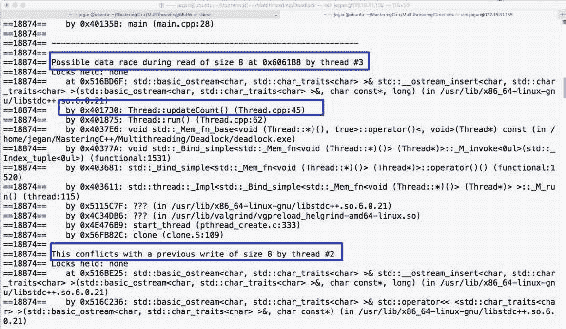 ==18874==    by 0x40135B: main (main.cpp:28)
==18874==
==18874== ----------------------------------------------------------------
==18874==
==18874== Possible data race during read of size 8 at 0x6061B8 by thread #3
==18874== Locks held: none
==18874==    at 0x516BD6F: std::basic_ostream<char, std::char_traits<char> >& std::__ostream_insert<char, std::char_traits<char> >(std::basic_ostream<char, std::char_traits<char> >&, char const*, long) (in /usr/lib/x86_64-linux-gnu/libstdc++.so.6.0.21)
==18874==    by 0x401730: Thread::updateCount() (Thread.cpp:45)
==18874==    by 0x401875: Thread::run() (Thread.cpp:62)
==18874==    by 0x4037E6: void std::_Mem_fn_base<void (Thread::*)(), true>::operator()<, void>(Thread*) const (in /home/jegan/MasteringC++/Multithreading/Deadlock/deadlock.exe)
==18874==    by 0x40377A: void std::_Bind_simple<std::_Mem_fn<void (Thread::*)()> (Thread*)>::_M_invoke<0ul>(std::_Index_tuple<0ul>) (functional:1531)
==18874==    by 0x403681: std::_Bind_simple<std::_Mem_fn<void (Thread::*)()> (Thread*)>::operator()() (functional:1520)
==18874==    by 0x403611: std::thread::_Impl<std::_Bind_simple<std::_Mem_fn<void (Thread::*)()> (Thread*)> >::_M_run() (thread:115)
==18874==    by 0x5115C7F: ??? (in /usr/lib/x86_64-linux-gnu/libstdc++.so.6.0.21)
==18874==    by 0x4C34DB6: ??? (in /usr/lib/valgrind/vgpreload_helgrind-amd64-linux.so)
==18874==    by 0x4E476B9: start_thread (pthread_create.c:333)
==18874==    by 0x56FB82C: clone (clone.S:109)
==18874==
==18874== This conflicts with a previous write of size 8 by thread #2
==18874== Locks held: none
==18874==    at 0x516BE25: std::basic_ostream<char, std::char_traits<char> >& std::__ostream_insert<char, std::char_traits<char> >(std::basic_ostream<char, std::char_traits<char> >&, char const*, long) (in /usr/lib/x86_64-linux-gnu/libstdc++.so.6.0.21)
==18874==    by 0x516C236: std::basic_ostream<char, std::char_traits<char> >& std::operator<< <std::char_traits<char> >(std::basic_ostream<char, std::char_traits<char> >&, char const*) (in /usr/lib/x86_64-linux-gnu/libstdc++.so.6.0.21)